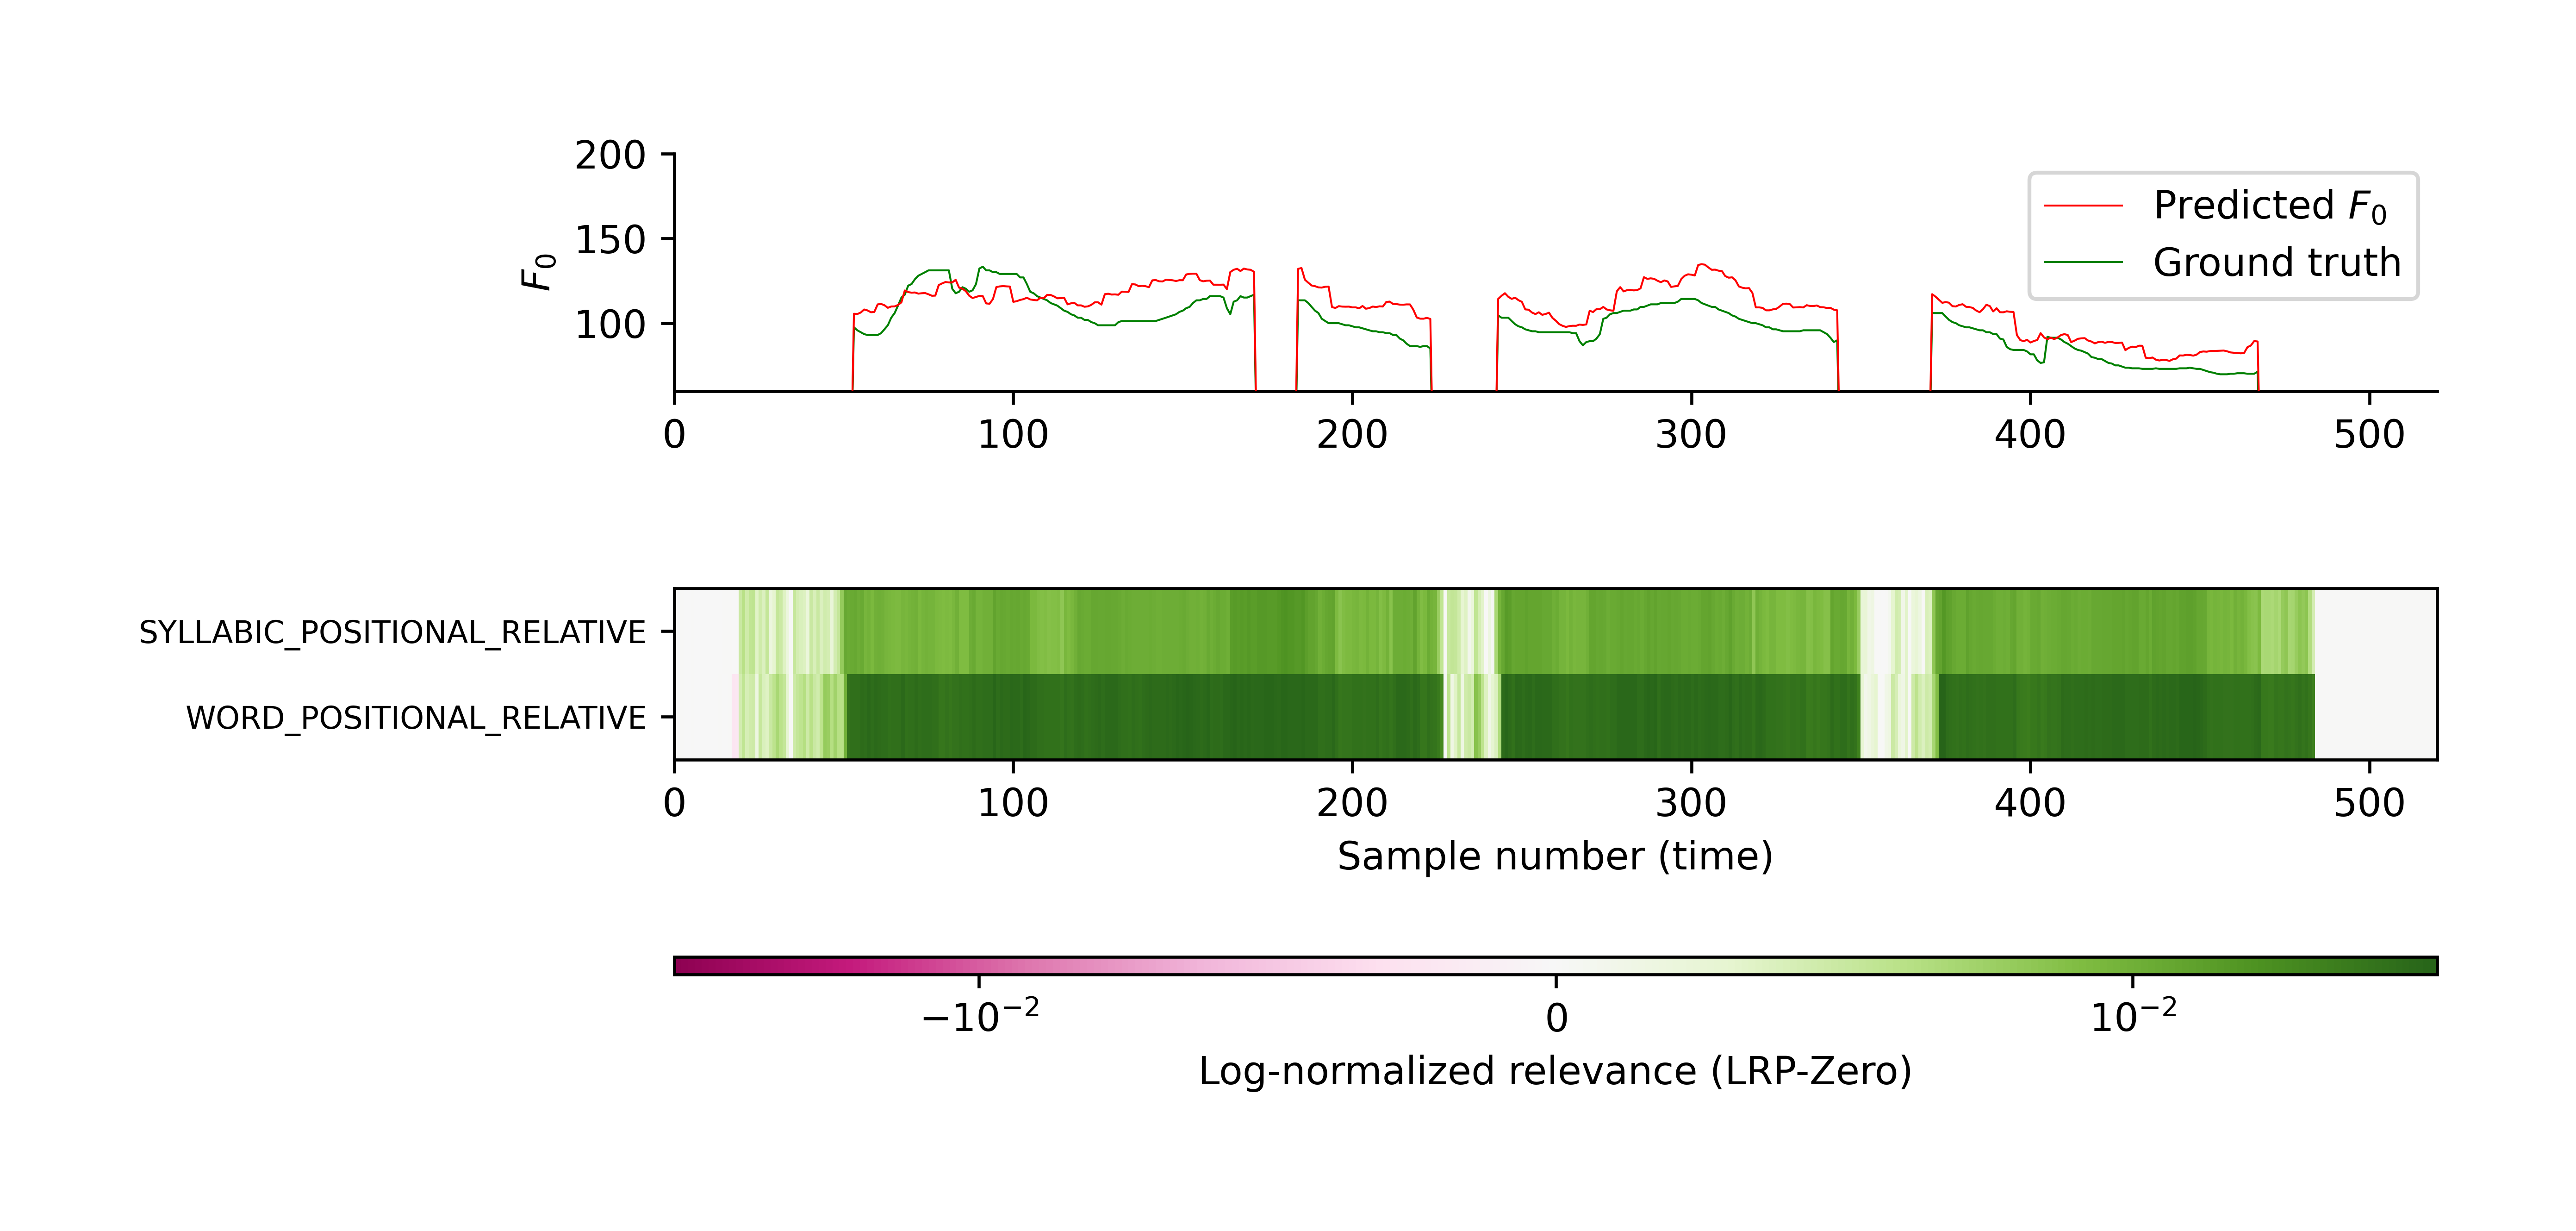 200
150
100
F₀
Predicted F₀
Ground truth
0 100 200 300 400 500
SYLLABIC_POSITIONAL_RELATIVE
WORD_POSITIONAL_RELATIVE
0 100 200 300 400 500
Sample number (time)
−10⁻² 0 10⁻²
Log-normalized relevance (LRP-Zero)